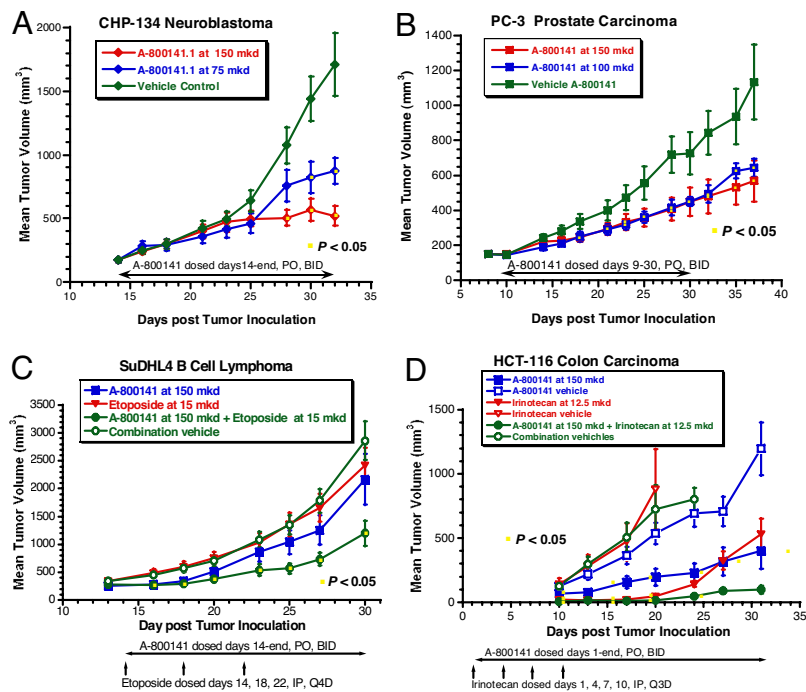 A
CHP-134 Neuroblastoma
A-800141.1 at 150 mkd
A-800141.1 at 75 mkd
Vehicle Control
Mean Tumor Volume (mm3)
2000
1500
1000
500
0
P < 0.05
A-800141 dosed days14-end, PO, BID
10 15 20 25 30 35
Days post Tumor Inoculation
B
PC-3 Prostate Carcinoma
A-800141 at 150 mkd
A-800141 at 100 mkd
Vehicle A-800141
Mean Tumor Volume (mm3)
1400
1200
1000
800
600
400
200
0
P < 0.05
A-800141 dosed days 9-30, PO, BID
5 10 15 20 25 30 35 40
Days post Tumor Inoculation
C
SuDHL4 B Cell Lymphoma
A-800141 at 150 mkd
Etoposide at 15 mkd
A-800141 at 150 mkd + Etoposide at 15 mkd
Combination vehicle
Mean Tumor Volume (mm3)
3500
3000
2500
2000
1500
1000
500
0
P < 0.05
10 15 20 25 30
Day post Tumor Inoculation
A-800141 dosed days 14-end, PO, BID
Etoposide dosed days 14, 18, 22, IP, Q4D
D
HCT-116 Colon Carcinoma
A-800141 at 150 mkd
A-800141 vehicle
Irinotecan at 12.5 mkd
Irinotecan vehicle
A-800141 at 150 mkd + Irinotecan at 12.5 mkd
Combination vehichles
Mean Tumor Volume (mm3)
1500
1000
500
0
P < 0.05
0 5 10 15 20 25 30 35
Days post Tumor Inoculation
A-800141 dosed days 1-end, PO, BID
Irinotecan dosed days 1, 4, 7, 10, IP, Q3D